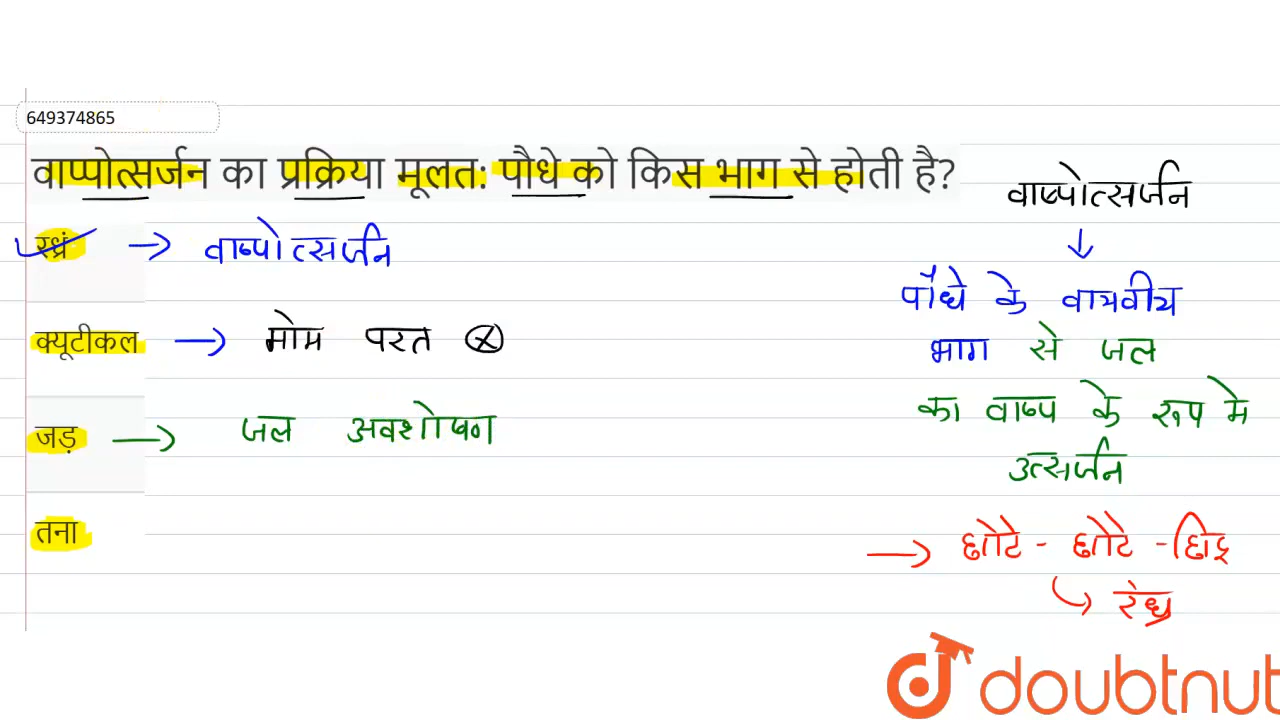 649374865
वाष्पोत्सर्जन का प्रक्रिया मूलत: पौधे को किस भाग से होती है?
रध्रं → वाष्पोत्सर्जन
क्यूटीकल → मोम परत ⊗
जड़ → जल अवशोषण
तना
वाष्पोत्सर्जन
↓
पौधे के वायवीय
भाग से जल
का वाष्प के रूप मे
उत्सर्जन
→ छोटे - छोटे - छिद्र
↳ रंध्र
doubtnut